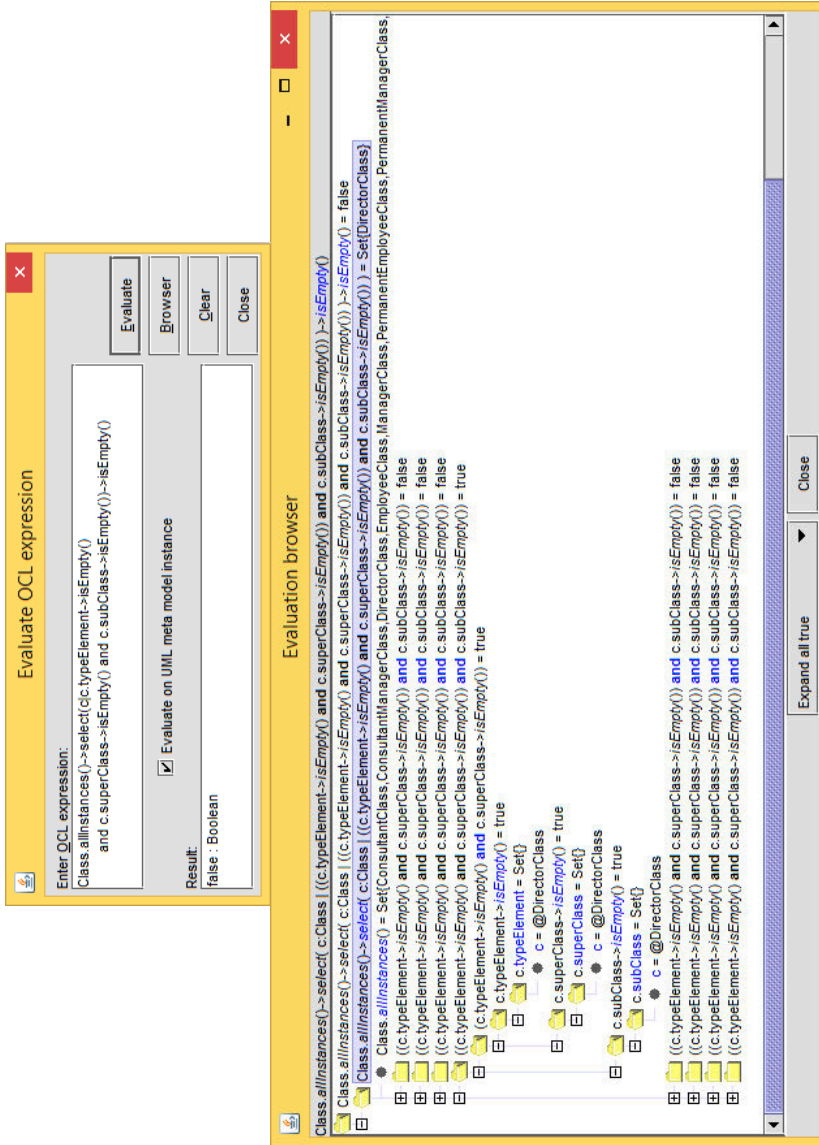 Evaluate OCL expression
Enter OCL expression:
Class.allInstances()->select(c|c.typeElement->isEmpty()
and c.superClass->isEmpty() and c.subClass->isEmpty())->isEmpty()
Evaluate
Browser
Clear
Close
Evaluate on UML meta model instance
Result:
false : Boolean
Evaluation browser
Class.allInstances()->select( c:Class | ((c.typeElement->isEmpty() and c.superClass->isEmpty()) and c.subClass->isEmpty()) )->isEmpty()
Class.allInstances()->select( c:Class | ((c.typeElement->isEmpty() and c.superClass->isEmpty()) and c.subClass->isEmpty()) )->isEmpty() = false
Class.allInstances()->select( c:Class | ((c.typeElement->isEmpty() and c.superClass->isEmpty()) and c.subClass->isEmpty()) ) = Set{DirectorClass}
Class.allInstances() = Set{ConsultantClass,ConsultantManagerClass,DirectorClass,EmployeeClass,ManagerClass,PermanentEmployeeClass,PermanentManagerClass,
((c.typeElement->isEmpty() and c.superClass->isEmpty()) and c.subClass->isEmpty()) = false
((c.typeElement->isEmpty() and c.superClass->isEmpty()) and c.subClass->isEmpty()) = false
((c.typeElement->isEmpty() and c.superClass->isEmpty()) and c.subClass->isEmpty()) = false
((c.typeElement->isEmpty() and c.superClass->isEmpty()) and c.subClass->isEmpty()) = true
(c.typeElement->isEmpty() and c.superClass->isEmpty()) = true
c.typeElement->isEmpty() = true
c.typeElement = Set{}
c = @DirectorClass
c.superClass->isEmpty() = true
c.superClass = Set{}
c = @DirectorClass
c.subClass->isEmpty() = true
c.subClass = Set{}
c = @DirectorClass
((c.typeElement->isEmpty() and c.superClass->isEmpty()) and c.subClass->isEmpty()) = false
((c.typeElement->isEmpty() and c.superClass->isEmpty()) and c.subClass->isEmpty()) = false
((c.typeElement->isEmpty() and c.superClass->isEmpty()) and c.subClass->isEmpty()) = false
((c.typeElement->isEmpty() and c.superClass->isEmpty()) and c.subClass->isEmpty()) = false
Expand all true
Close